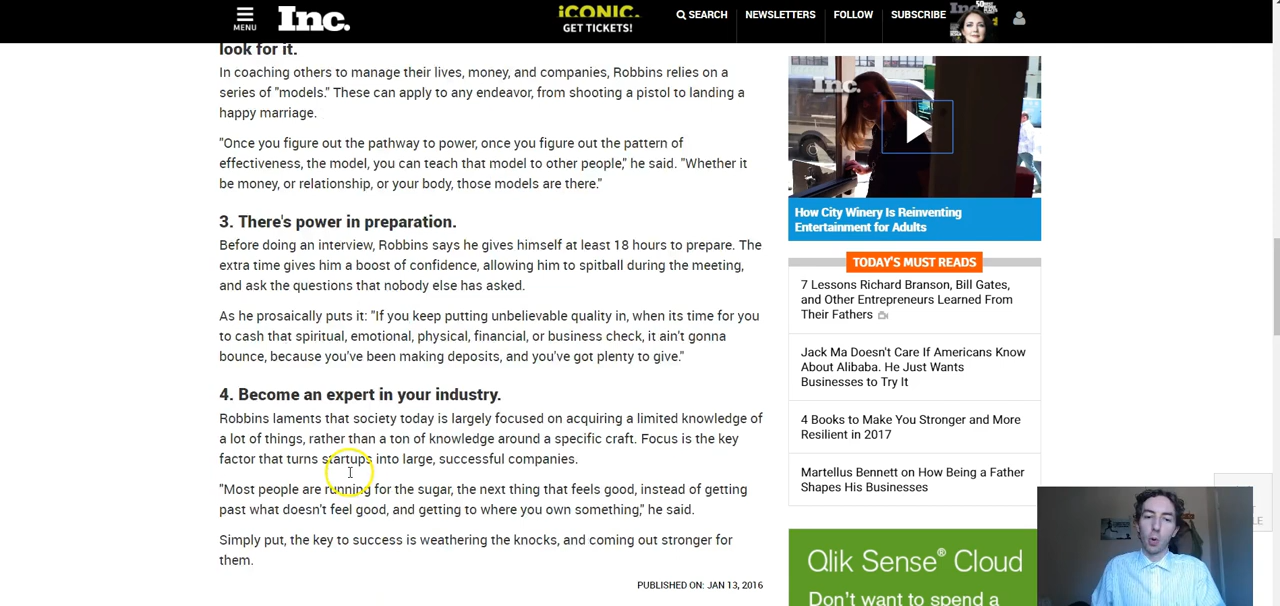 MENU
Inc.
iCONIC.
GET TICKETS!
SEARCH
NEWSLETTERS
FOLLOW
SUBSCRIBE
Inc.
look for it.
In coaching others to manage their lives, money, and companies, Robbins relies on a
series of "models." These can apply to any endeavor, from shooting a pistol to landing a
happy marriage.
"Once you figure out the pathway to power, once you figure out the pattern of
effectiveness, the model, you can teach that model to other people," he said. "Whether it
be money, or relationship, or your body, those models are there."
3. There's power in preparation.
Before doing an interview, Robbins says he gives himself at least 18 hours to prepare. The
extra time gives him a boost of confidence, allowing him to spitball during the meeting,
and ask the questions that nobody else has asked.
As he prosaically puts it: "If you keep putting unbelievable quality in, when its time for you
to cash that spiritual, emotional, physical, financial, or business check, it ain't gonna
bounce, because you've been making deposits, and you've got plenty to give."
4. Become an expert in your industry.
Robbins laments that society today is largely focused on acquiring a limited knowledge of
a lot of things, rather than a ton of knowledge around a specific craft. Focus is the key
factor that turns startups into large, successful companies.
"Most people are running for the sugar, the next thing that feels good, instead of getting
past what doesn't feel good, and getting to where you own something," he said.
Simply put, the key to success is weathering the knocks, and coming out stronger for
them.
PUBLISHED ON: JAN 13, 2016
Inc.
How City Winery Is Reinventing
Entertainment for Adults
TODAY'S MUST READS
7 Lessons Richard Branson, Bill Gates,
and Other Entrepreneurs Learned From
Their Fathers
Jack Ma Doesn't Care If Americans Know
About Alibaba. He Just Wants
Businesses to Try It
4 Books to Make You Stronger and More
Resilient in 2017
Martellus Bennett on How Being a Father
Shapes His Businesses
Qlik Sense® Cloud
Don't want to spend a